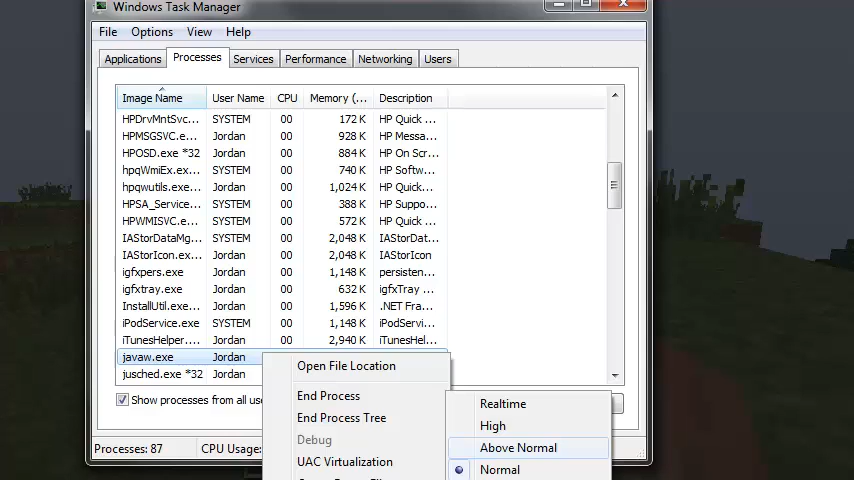 Windows Task Manager
File Options View Help
Applications Processes Services Performance Networking Users
Image Name User Name CPU Memory (... Description
HPDrvMntSvc... SYSTEM 00 172 K HP Quick ...
HPMSGSVC.e... Jordan 00 928 K HP Messa...
HPOSD.exe *32 Jordan 00 884 K HP On Scr...
hpqWmiEx.ex... SYSTEM 00 740 K HP Softw...
hpqwutils.exe... Jordan 00 1,024 K HP Quick...
HPSA_Service... SYSTEM 00 388 K HP Suppo...
HPWMISVC.e... SYSTEM 00 572 K HP Quick ...
IAStorDataMg... SYSTEM 00 2,048 K IAStorDat...
IAStorIcon.ex... Jordan 00 2,048 K IAStorIcon
igfxpers.exe Jordan 00 1,148 K persisten...
igfxtray.exe Jordan 00 632 K igfxTray ...
InstallUtil.exe... Jordan 00 1,596 K .NET Fra...
iPodService.exe SYSTEM 00 1,148 K iPodServi...
iTunesHelper.... Jordan 00 2,940 K iTunesHel...
javaw.exe Jordan
jusched.exe *32 Jordan
Show processes from all use
Processes: 87 CPU Usage:
Open File Location
End Process
End Process Tree
Debug
UAC Virtualization
Realtime
High
Above Normal
Normal